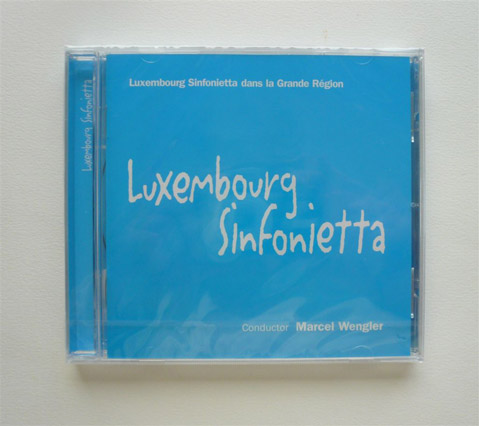 Luxembourg Sinfonietta
Luxembourg Sinfonietta dans la Grande Région
Luxembourg
Sinfonietta
Conductor Marcel Wengler